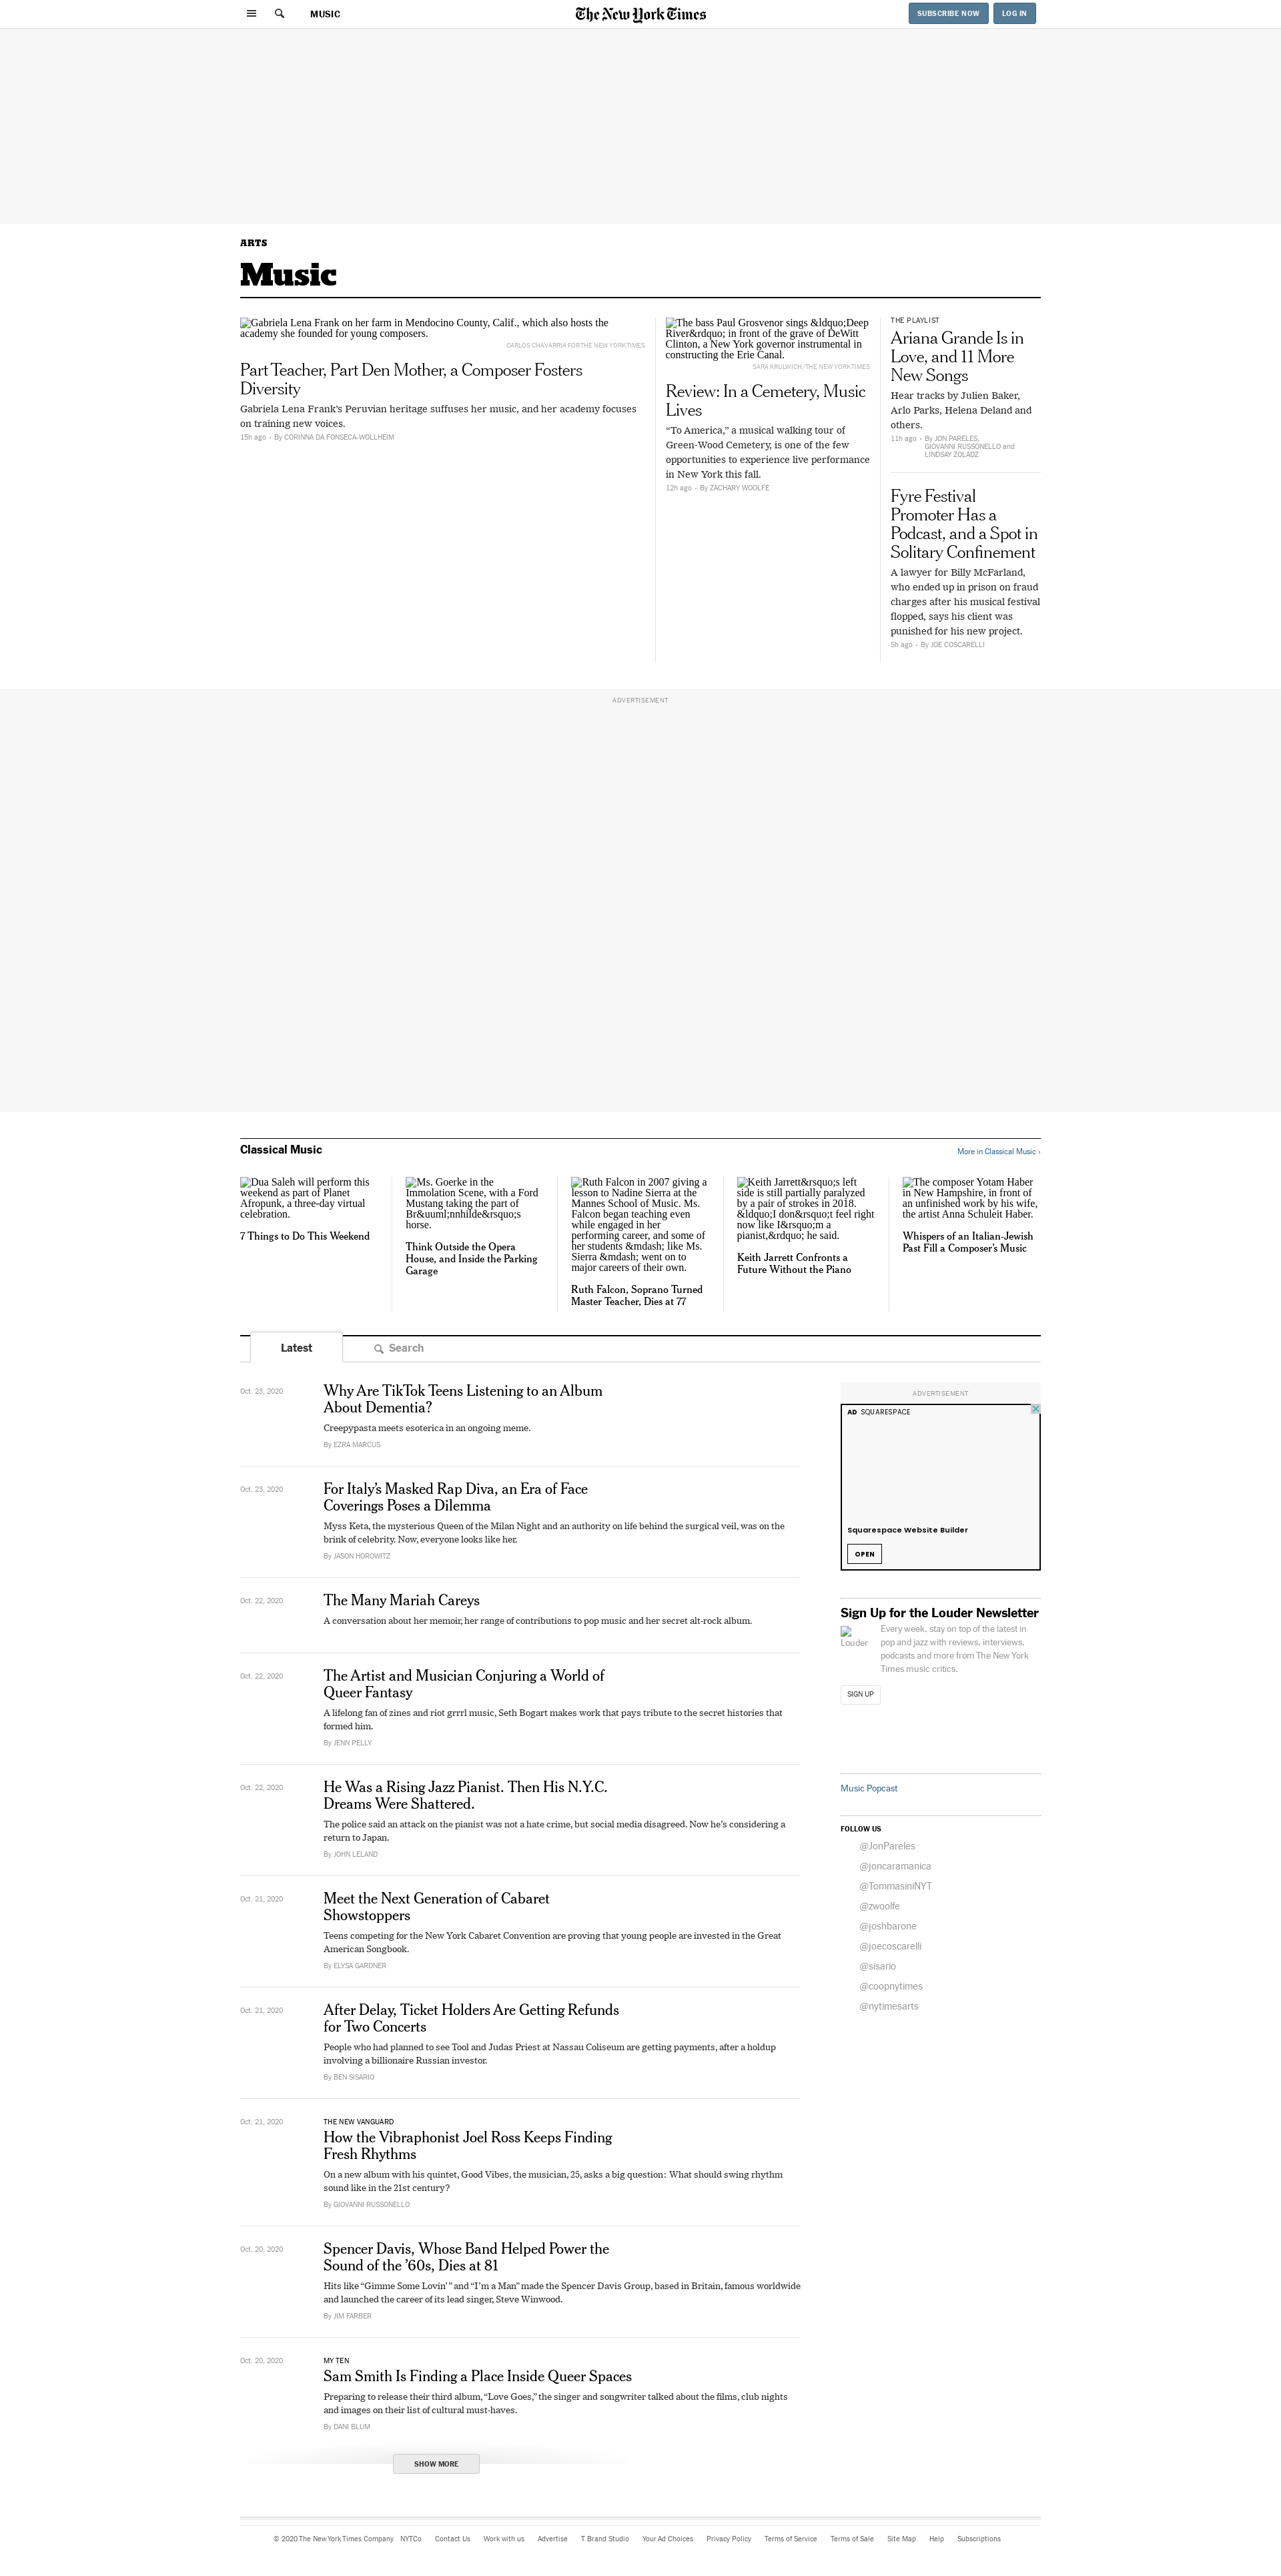 MUSIC
The New York Times
SUBSCRIBE NOW
LOG IN
ARTS
Music
Gabriela Lena Frank on her farm in Mendocino County, Calif., which also hosts the
academy she founded for young composers.
CARLOS CHAVARRIA FOR THE NEW YORK TIMES
Part Teacher, Part Den Mother, a Composer Fosters
Diversity
Gabriela Lena Frank’s Peruvian heritage suffuses her music, and her academy focuses
on training new voices.
15h ago • By CORINNA DA FONSECA-WOLLHEIM
The bass Paul Grosvenor sings &ldquo;Deep
River&rdquo; in front of the grave of DeWitt
Clinton, a New York governor instrumental in
constructing the Erie Canal.
SARA KRULWICH/THE NEW YORK TIMES
Review: In a Cemetery, Music
Lives
“To America,” a musical walking tour of
Green-Wood Cemetery, is one of the few
opportunities to experience live performance
in New York this fall.
12h ago • By ZACHARY WOOLFE
THE PLAYLIST
Ariana Grande Is in
Love, and 11 More
New Songs
Hear tracks by Julien Baker,
Arlo Parks, Helena Deland and
others.
11h ago • By JON PARELES,
GIOVANNI RUSSONELLO and
LINDSAY ZOLADZ
Fyre Festival
Promoter Has a
Podcast, and a Spot in
Solitary Confinement
A lawyer for Billy McFarland,
who ended up in prison on fraud
charges after his musical festival
flopped, says his client was
punished for his new project.
5h ago • By JOE COSCARELLI
ADVERTISEMENT
Classical Music
More in Classical Music ›
Dua Saleh will perform this
weekend as part of Planet
Afropunk, a three-day virtual
celebration.
7 Things to Do This Weekend
Ms. Goerke in the
Immolation Scene, with a Ford
Mustang taking the part of
Br&uuml;nnhilde&rsquo;s
horse.
Think Outside the Opera
House, and Inside the Parking
Garage
Ruth Falcon in 2007 giving a
lesson to Nadine Sierra at the
Mannes School of Music. Ms.
Falcon began teaching even
while engaged in her
performing career, and some of
her students &mdash; like Ms.
Sierra &mdash; went on to
major careers of their own.
Ruth Falcon, Soprano Turned
Master Teacher, Dies at 77
Keith Jarrett&rsquo;s left
side is still partially paralyzed
by a pair of strokes in 2018.
&ldquo;I don&rsquo;t feel right
now like I&rsquo;m a
pianist,&rdquo; he said.
Keith Jarrett Confronts a
Future Without the Piano
The composer Yotam Haber
in New Hampshire, in front of
an unfinished work by his wife,
the artist Anna Schuleit Haber.
Whispers of an Italian-Jewish
Past Fill a Composer’s Music
Latest
Search
Oct. 23, 2020
Why Are TikTok Teens Listening to an Album
About Dementia?
Creepypasta meets esoterica in an ongoing meme.
By EZRA MARCUS
Oct. 23, 2020
For Italy’s Masked Rap Diva, an Era of Face
Coverings Poses a Dilemma
Myss Keta, the mysterious Queen of the Milan Night and an authority on life behind the surgical veil, was on the
brink of celebrity. Now, everyone looks like her.
By JASON HOROWITZ
Oct. 22, 2020
The Many Mariah Careys
A conversation about her memoir, her range of contributions to pop music and her secret alt-rock album.
Oct. 22, 2020
The Artist and Musician Conjuring a World of
Queer Fantasy
A lifelong fan of zines and riot grrrl music, Seth Bogart makes work that pays tribute to the secret histories that
formed him.
By JENN PELLY
Oct. 22, 2020
He Was a Rising Jazz Pianist. Then His N.Y.C.
Dreams Were Shattered.
The police said an attack on the pianist was not a hate crime, but social media disagreed. Now he’s considering a
return to Japan.
By JOHN LELAND
Oct. 21, 2020
Meet the Next Generation of Cabaret
Showstoppers
Teens competing for the New York Cabaret Convention are proving that young people are invested in the Great
American Songbook.
By ELYSA GARDNER
Oct. 21, 2020
After Delay, Ticket Holders Are Getting Refunds
for Two Concerts
People who had planned to see Tool and Judas Priest at Nassau Coliseum are getting payments, after a holdup
involving a billionaire Russian investor.
By BEN SISARIO
Oct. 21, 2020
THE NEW VANGUARD
How the Vibraphonist Joel Ross Keeps Finding
Fresh Rhythms
On a new album with his quintet, Good Vibes, the musician, 25, asks a big question: What should swing rhythm
sound like in the 21st century?
By GIOVANNI RUSSONELLO
Oct. 20, 2020
Spencer Davis, Whose Band Helped Power the
Sound of the ’60s, Dies at 81
Hits like “Gimme Some Lovin’ ” and “I’m a Man” made the Spencer Davis Group, based in Britain, famous worldwide
and launched the career of its lead singer, Steve Winwood.
By JIM FARBER
Oct. 20, 2020
MY TEN
Sam Smith Is Finding a Place Inside Queer Spaces
Preparing to release their third album, “Love Goes,” the singer and songwriter talked about the films, club nights
and images on their list of cultural must-haves.
By DANI BLUM
SHOW MORE
ADVERTISEMENT
AD SQUARESPACE
Squarespace Website Builder
OPEN
Sign Up for the Louder Newsletter
Louder
Every week, stay on top of the latest in
pop and jazz with reviews, interviews,
podcasts and more from The New York
Times music critics.
SIGN UP
Music Popcast
FOLLOW US
@JonPareles
@joncaramanica
@TommasiniNYT
@zwoolfe
@joshbarone
@joecoscarelli
@sisario
@coopnytimes
@nytimesarts
© 2020 The New York Times Company NYTCo Contact Us Work with us Advertise T Brand Studio Your Ad Choices Privacy Policy Terms of Service Terms of Sale Site Map Help Subscriptions